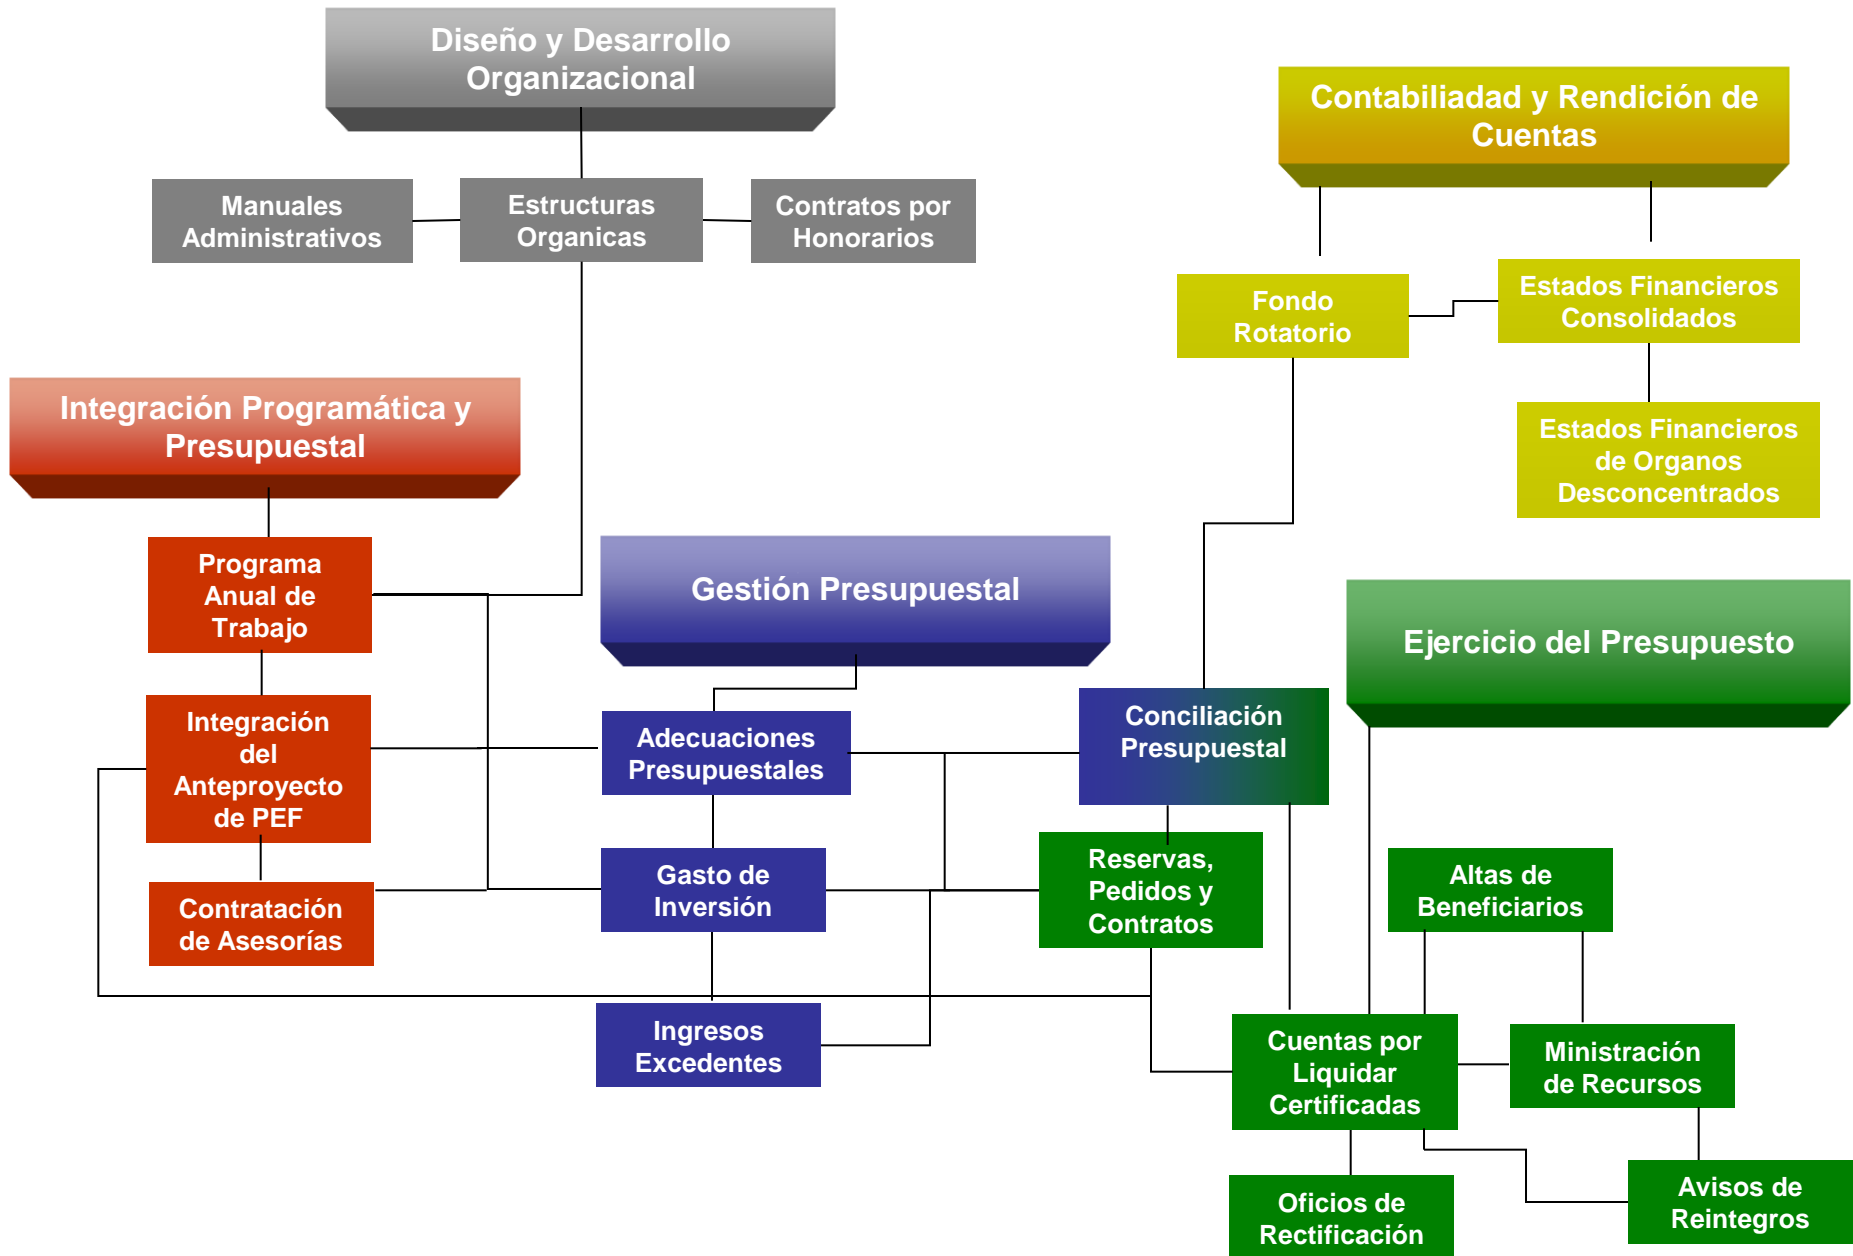 Diseño y Desarrollo
Organizacional
Contabiliadad y Rendición de
Cuentas
Manuales
Administrativos
Estructuras
Organicas
Contratos por
Honorarios
Fondo
Rotatorio
Estados Financieros
Consolidados
Estados Financieros
de Organos
Desconcentrados
Integración Programática y
Presupuestal
Programa
Anual de
Trabajo
Gestión Presupuestal
Ejercicio del Presupuesto
Integración
del
Anteproyecto
de PEF
Adecuaciones
Presupuestales
Conciliación
Presupuestal
Contratación
de Asesorías
Gasto de
Inversión
Reservas,
Pedidos y
Contratos
Altas de
Beneficiarios
Ingresos
Excedentes
Cuentas por
Liquidar
Certificadas
Ministración
de Recursos
Oficios de
Rectificación
Avisos de
Reintegros